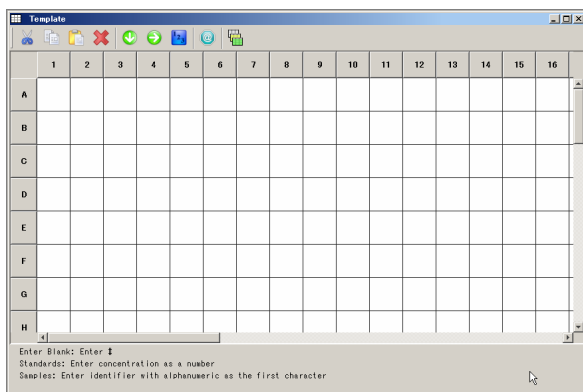 Template
1 2 3 4 5 6 7 8 9 10 11 12 13 14 15 16
A
B
C
D
E
F
G
H
Enter Blank: Enter ‡
Standards: Enter concentration as a number
Samples: Enter identifier with alphanumeric as the first character